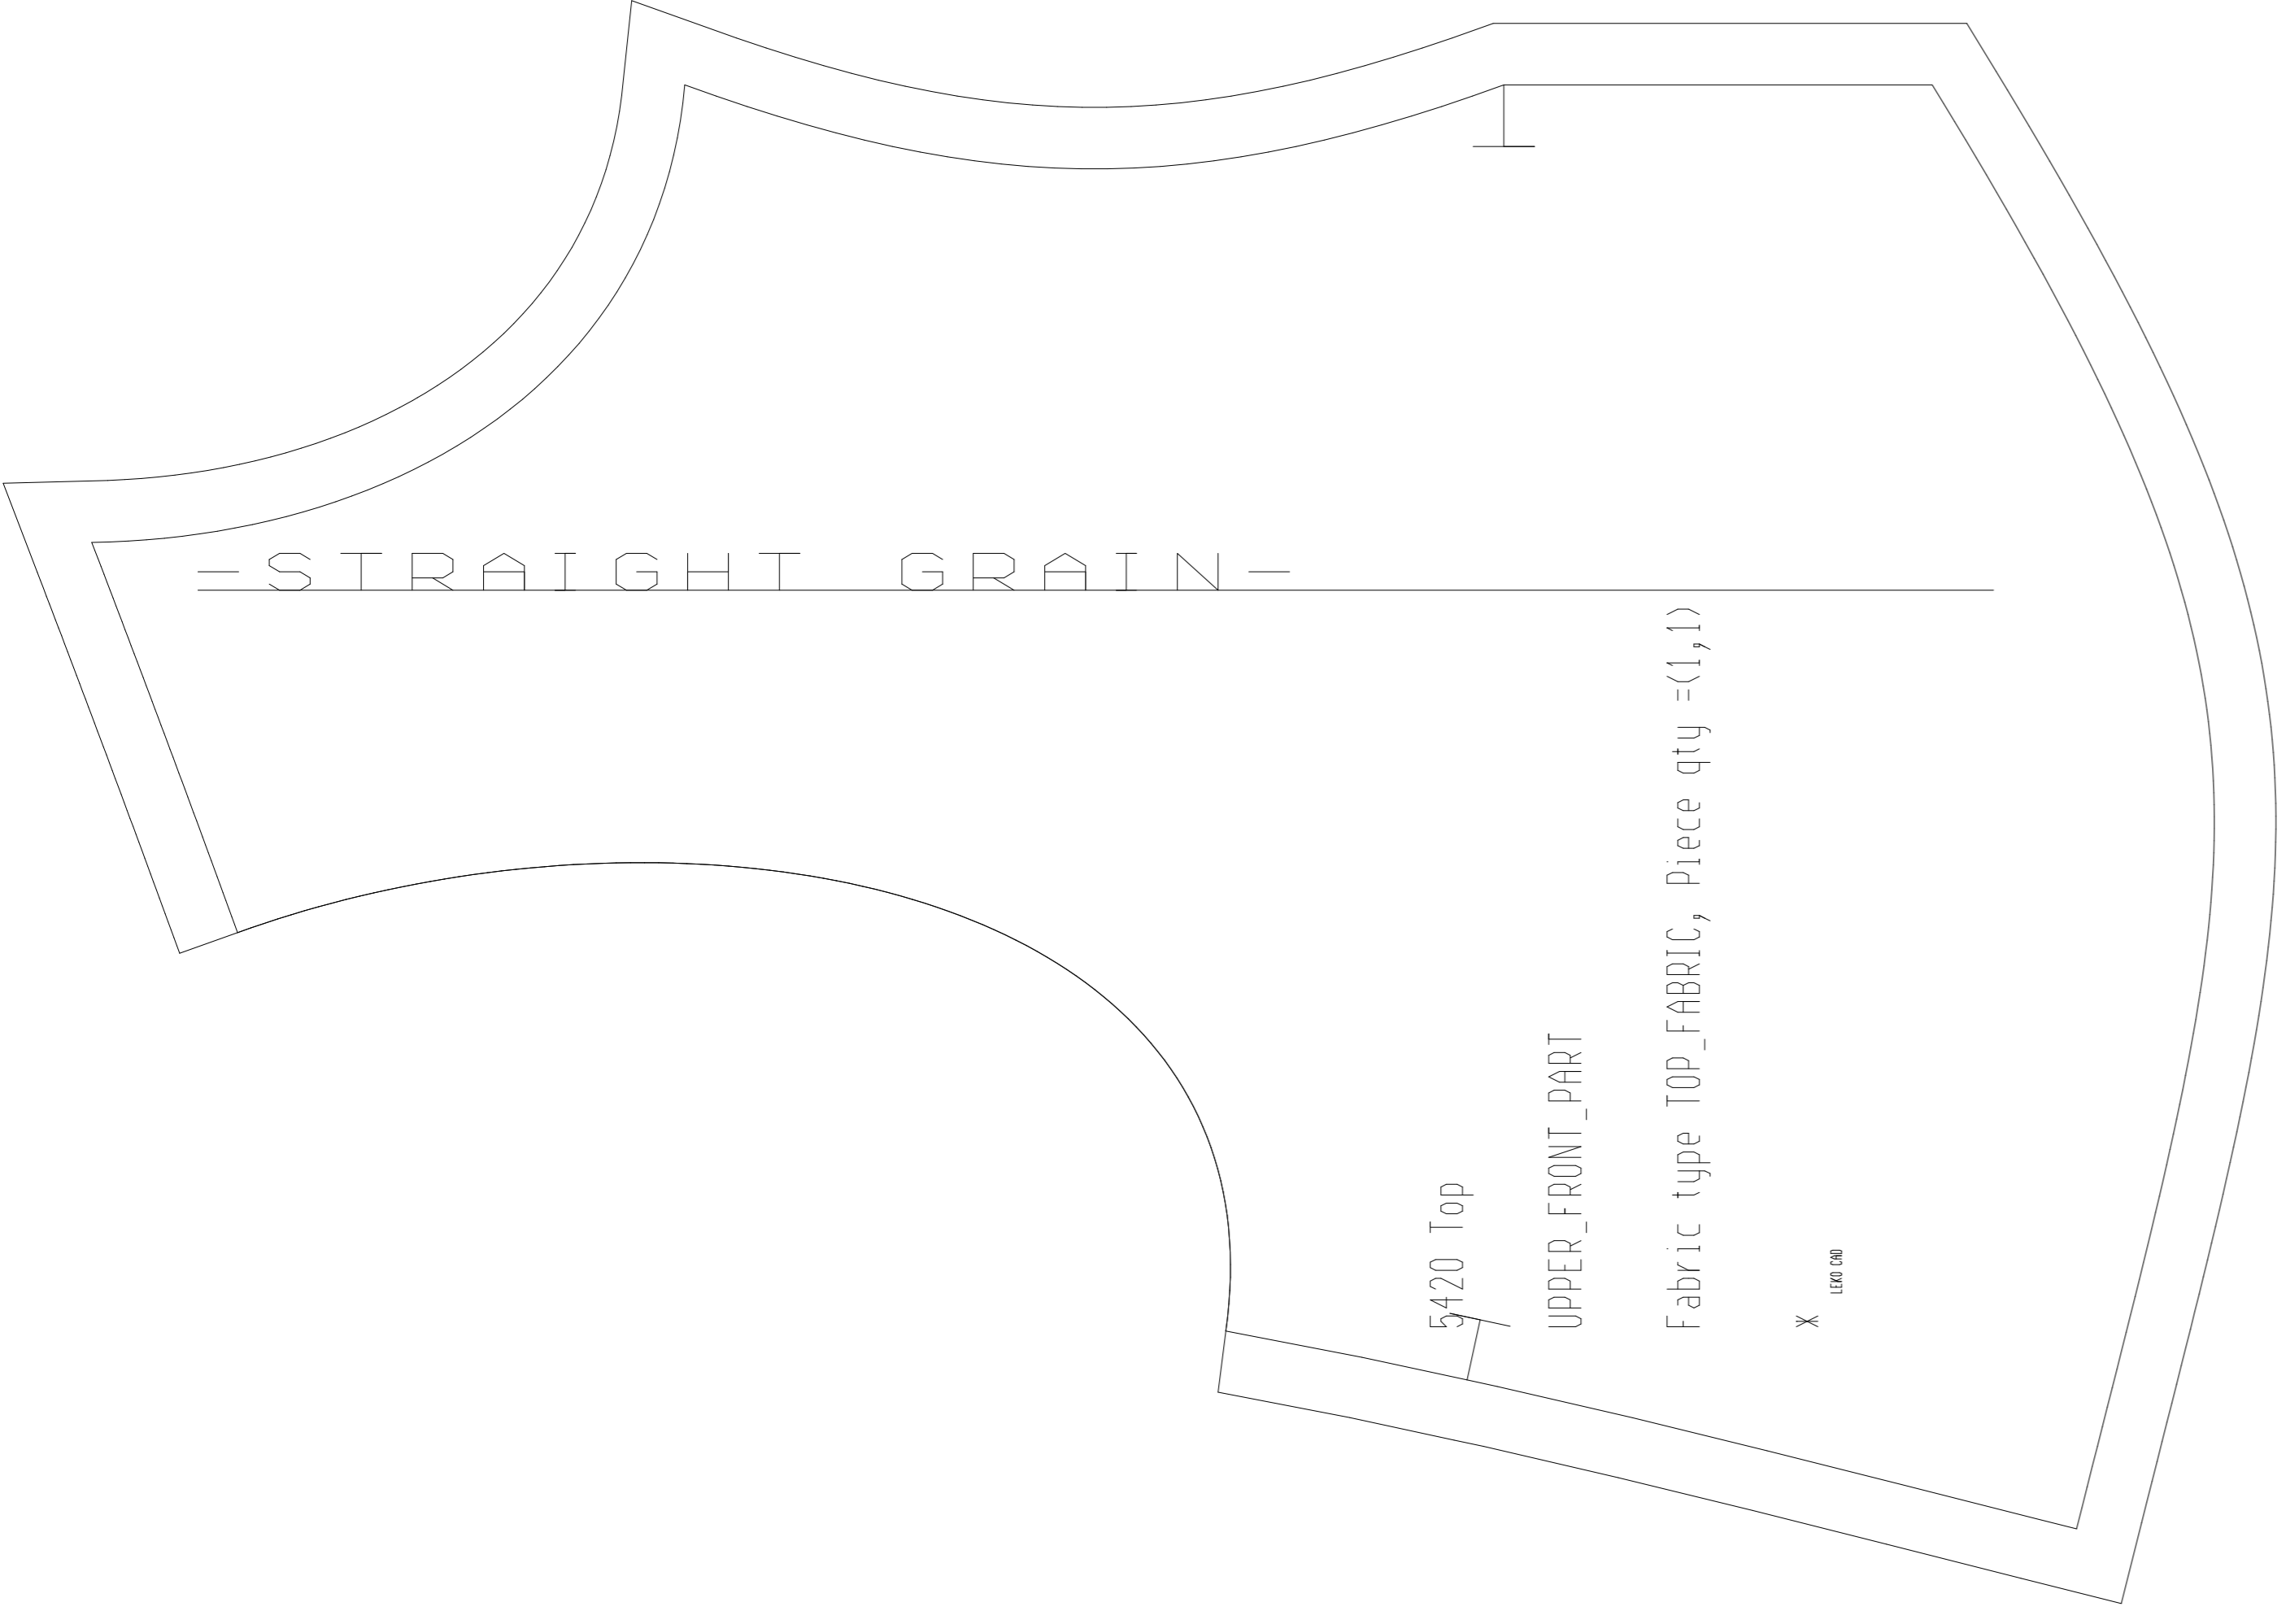 -STRAIGHT GRAIN-
5420 Top
UPPER_FRONT_PART
Fabric type TOP_FABRIC, Piece qty =(1,1)
*
LEKO CAD